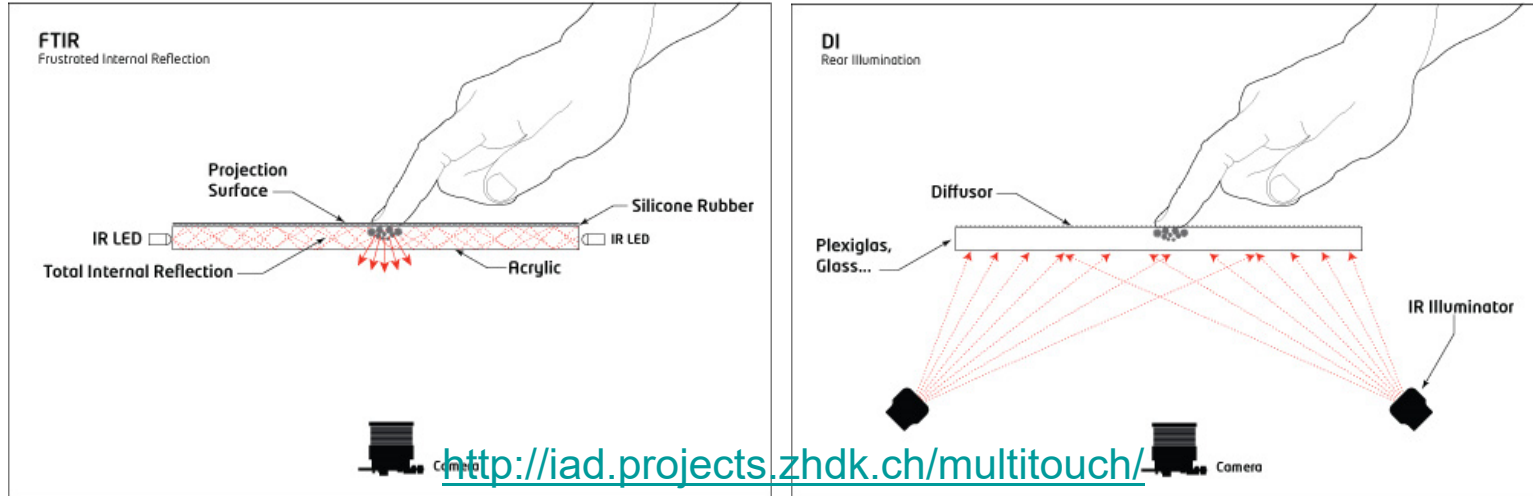 FTIR
Frustrated Internal Reflection
Projection
Surface
Silicone Rubber
IR LED
IR LED
Total Internal Reflection
Acrylic
Camera
DI
Rear Illumination
Diffusor
Plexiglas,
Glass...
IR Illuminator
Camera
http://iad.projects.zhdk.ch/multitouch/